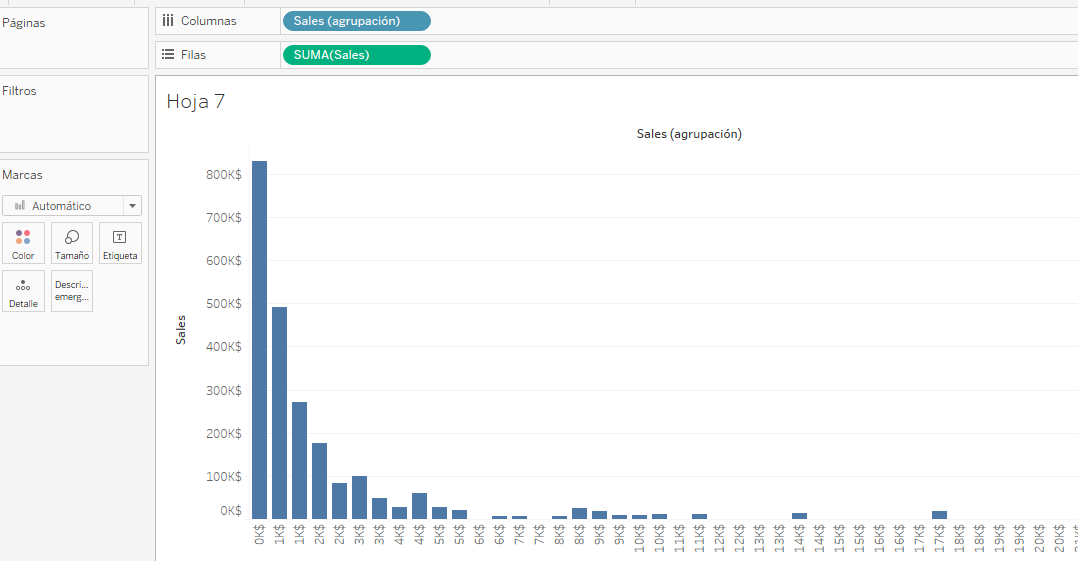 Páginas
Columnas
Sales (agrupación)
Filas
SUMA(Sales)
Filtros
Hoja 7
Sales (agrupación)
Marcas
Automático
Color
Tamaño
Etiqueta
Detalle
Descri...
emerg...
Sales
800K$
700K$
600K$
500K$
400K$
300K$
200K$
100K$
0K$
0K$
1K$
1K$
2K$
2K$
3K$
3K$
4K$
4K$
5K$
5K$
6K$
6K$
7K$
7K$
8K$
8K$
9K$
9K$
10K$
10K$
11K$
11K$
12K$
12K$
13K$
13K$
14K$
14K$
15K$
15K$
16K$
16K$
17K$
17K$
18K$
18K$
19K$
19K$
20K$
20K$